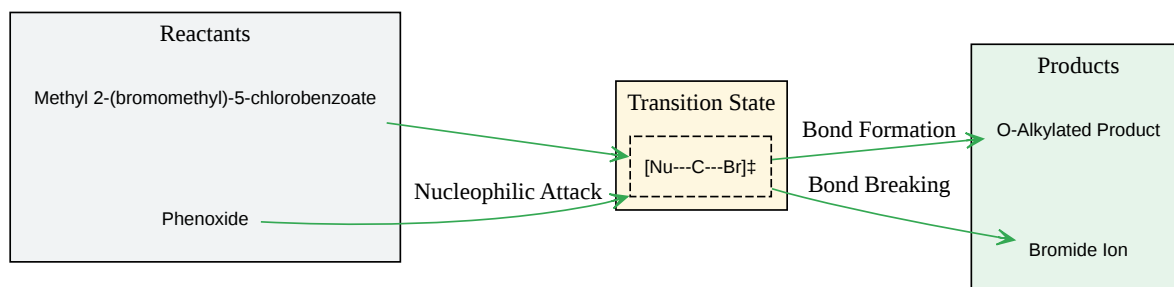 Reactants
Methyl 2-(bromomethyl)-5-chlorobenzoate
Phenoxide
Nucleophilic Attack
Transition State
[Nu---C---Br]‡
Bond Formation
Bond Breaking
Products
O-Alkylated Product
Bromide Ion